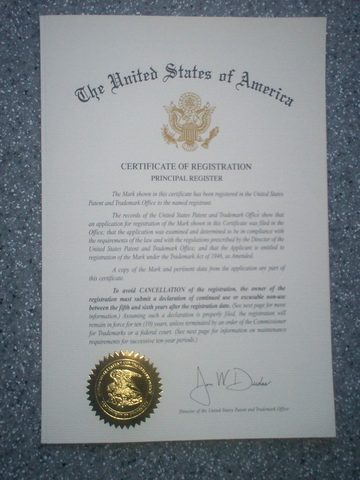 The United States of America
CERTIFICATE OF REGISTRATION
PRINCIPAL REGISTER
The Mark shown in this certificate has been registered in the United States
Patent and Trademark Office to the named registrant.
The records of the United States Patent and Trademark Office show that
an application for registration of the Mark shown in this Certificate was filed in the
Office; that the application was examined and determined to be in compliance with
the requirements of the law and with the regulations prescribed by the Director of the
United States Patent and Trademark Office; and that the Applicant is entitled to
registration of the Mark under the Trademark Act of 1946, as Amended.
A copy of the Mark and pertinent data from the application are part of
this certificate.
To avoid CANCELLATION of the registration, the owner of the
registration must submit a declaration of continued use or excusable non-use
between the fifth and sixth years after the registration date. (See next page for more
information.) Assuming such a declaration is properly filed, the registration will
remain in force for ten (10) years, unless terminated by an order of the Commissioner
for Trademarks or a federal court. (See next page for information on maintenance
requirements for successive ten-year periods.)
Jon W Dudas
Director of the United States Patent and Trademark Office